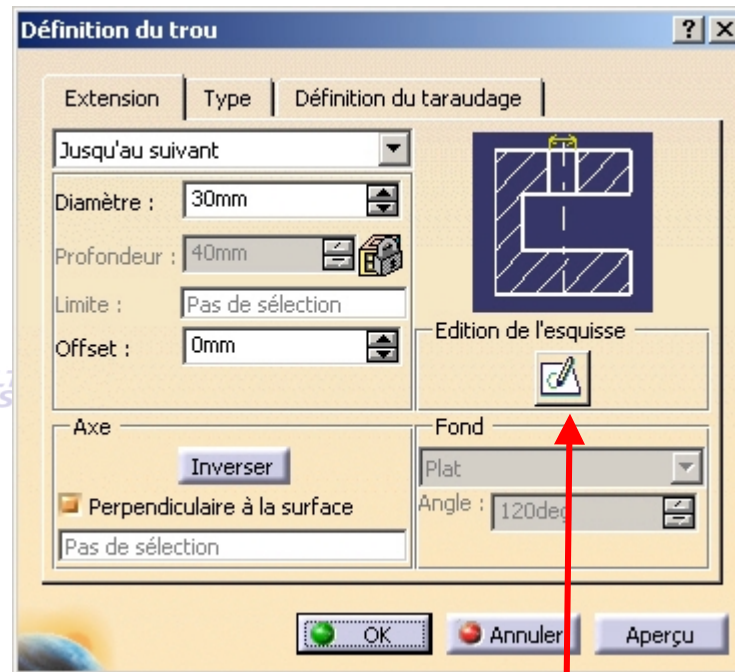 Définition du trou
Extension
Type
Définition du taraudage
Jusqu'au suivant
Diamètre :
30mm
Profondeur :
40mm
Limite :
Pas de sélection
Offset :
0mm
Edition de l'esquisse
Axe
Inverser
Perpendiculaire à la surface
Pas de sélection
Fond
Plat
Angle :
120deg
OK
Annuler
Aperçu